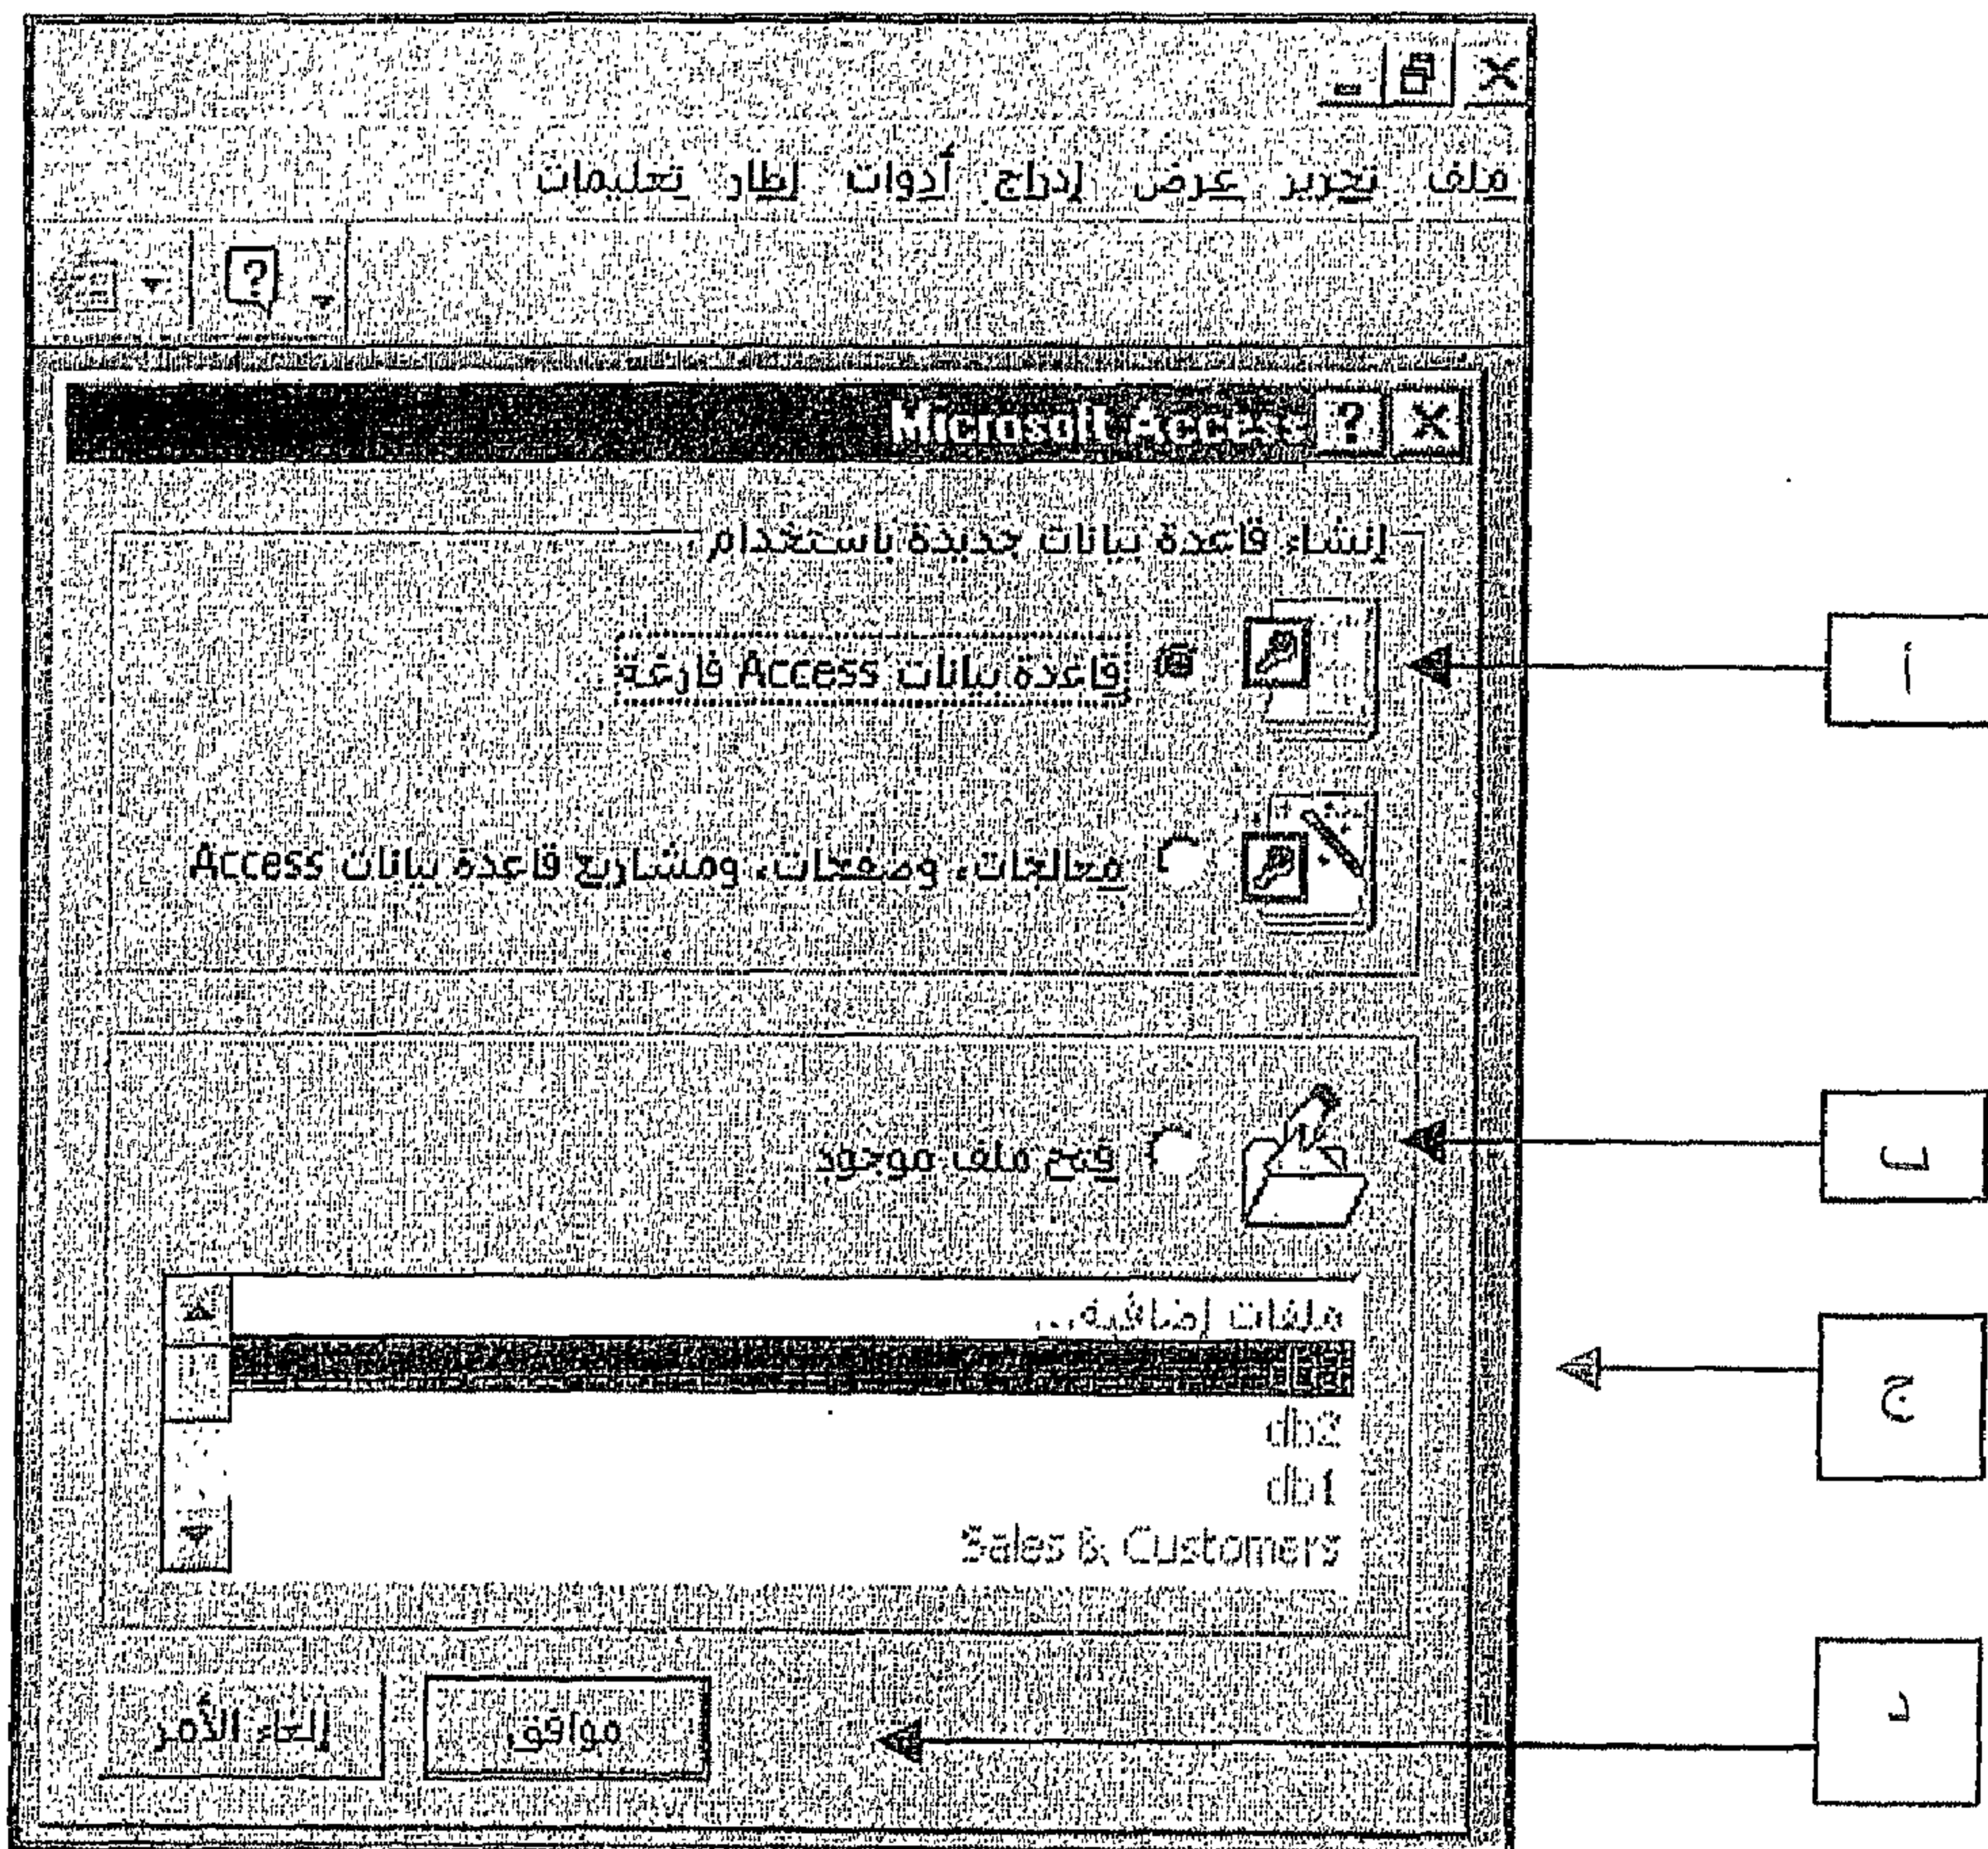 ملف تحرير عرض إدراج أدوات إطار تعليمات
Microsoft Access
إنشاء قاعدة بيانات جديدة باستخدام
قاعدة بيانات Access فارغة
أ
معالجات، وصفحات، ومشاريع قاعدة بيانات Access
فتح ملف موجود
ملفات إضافية...
ج
db2
db1
Sales & Customers
د
موافق
إلغاء الأمر